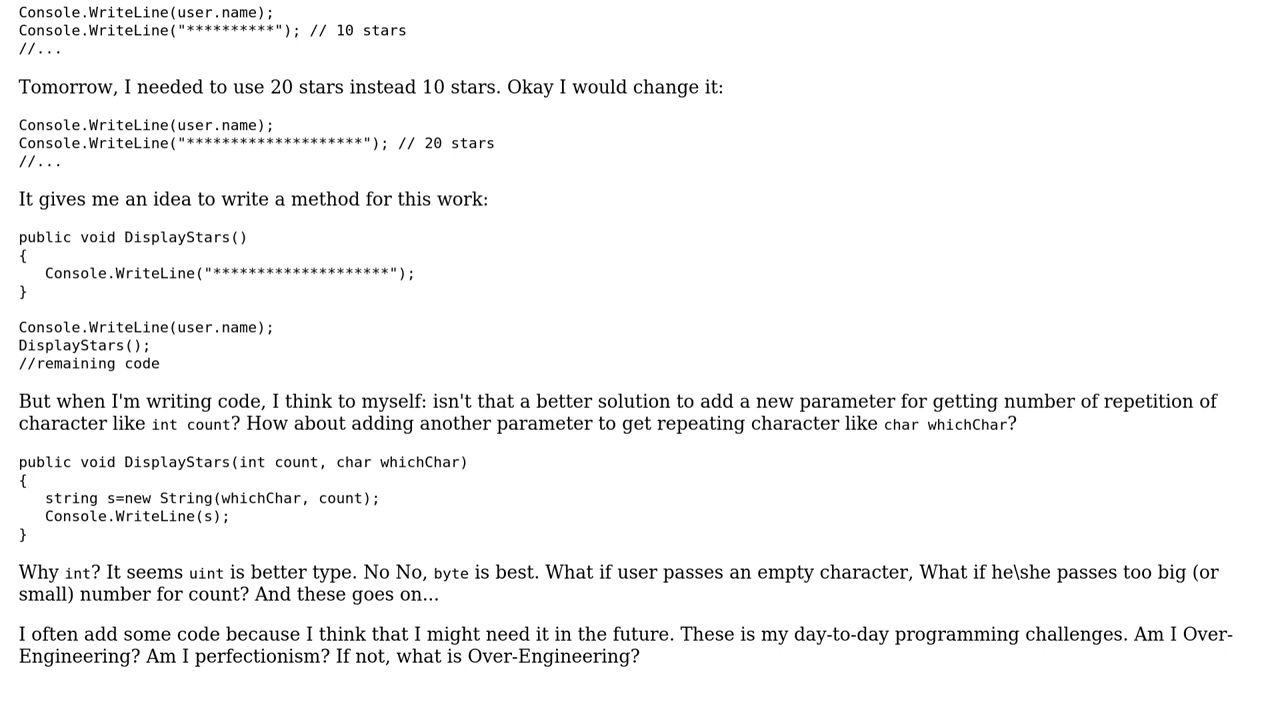 Console.WriteLine(user.name);
Console.WriteLine("**********"); // 10 stars
//...
Tomorrow, I needed to use 20 stars instead 10 stars. Okay I would change it:
Console.WriteLine(user.name);
Console.WriteLine("********************"); // 20 stars
//...
It gives me an idea to write a method for this work:
public void DisplayStars()
{
   Console.WriteLine("********************");
}
Console.WriteLine(user.name);
DisplayStars();
//remaining code
But when I'm writing code, I think to myself: isn't that a better solution to add a new parameter for getting number of repetition of
character like int count? How about adding another parameter to get repeating character like char whichChar?
public void DisplayStars(int count, char whichChar)
{
   string s=new String(whichChar, count);
   Console.WriteLine(s);
}
Why int? It seems uint is better type. No No, byte is best. What if user passes an empty character, What if he\she passes too big (or
small) number for count? And these goes on...
I often add some code because I think that I might need it in the future. These is my day-to-day programming challenges. Am I Over-
Engineering? Am I perfectionism? If not, what is Over-Engineering?